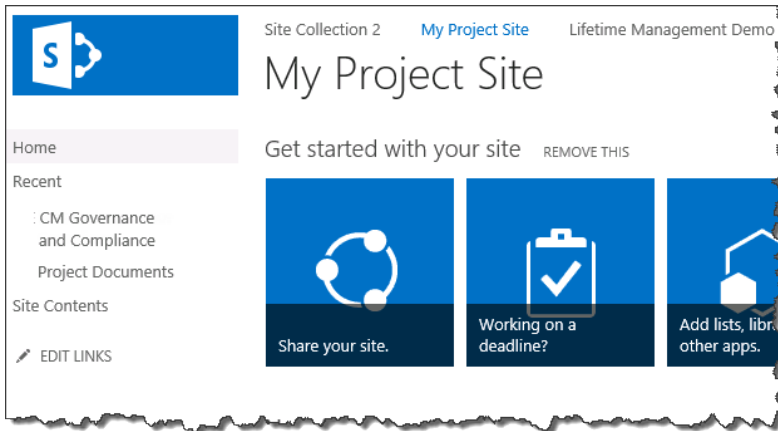 S
Site Collection 2 My Project Site Lifetime Management Demo
My Project Site
Home
Recent
CM Governance
and Compliance
Project Documents
Site Contents
EDIT LINKS
Get started with your site REMOVE THIS
Share your site.
Working on a
deadline?
Add lists,
other apps.